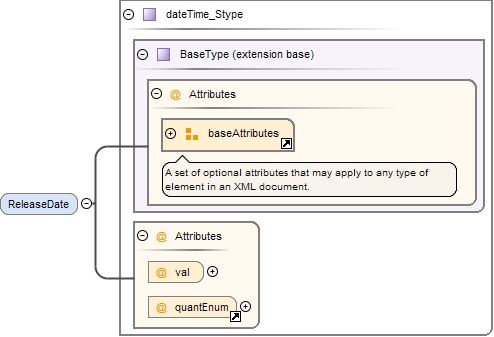 dateTime_Stype
BaseType (extension base)
@ Attributes
baseAttributes
A set of optional attributes that may apply to any type of
element in an XML document.
ReleaseDate
@ Attributes
@ val
@ quantEnum